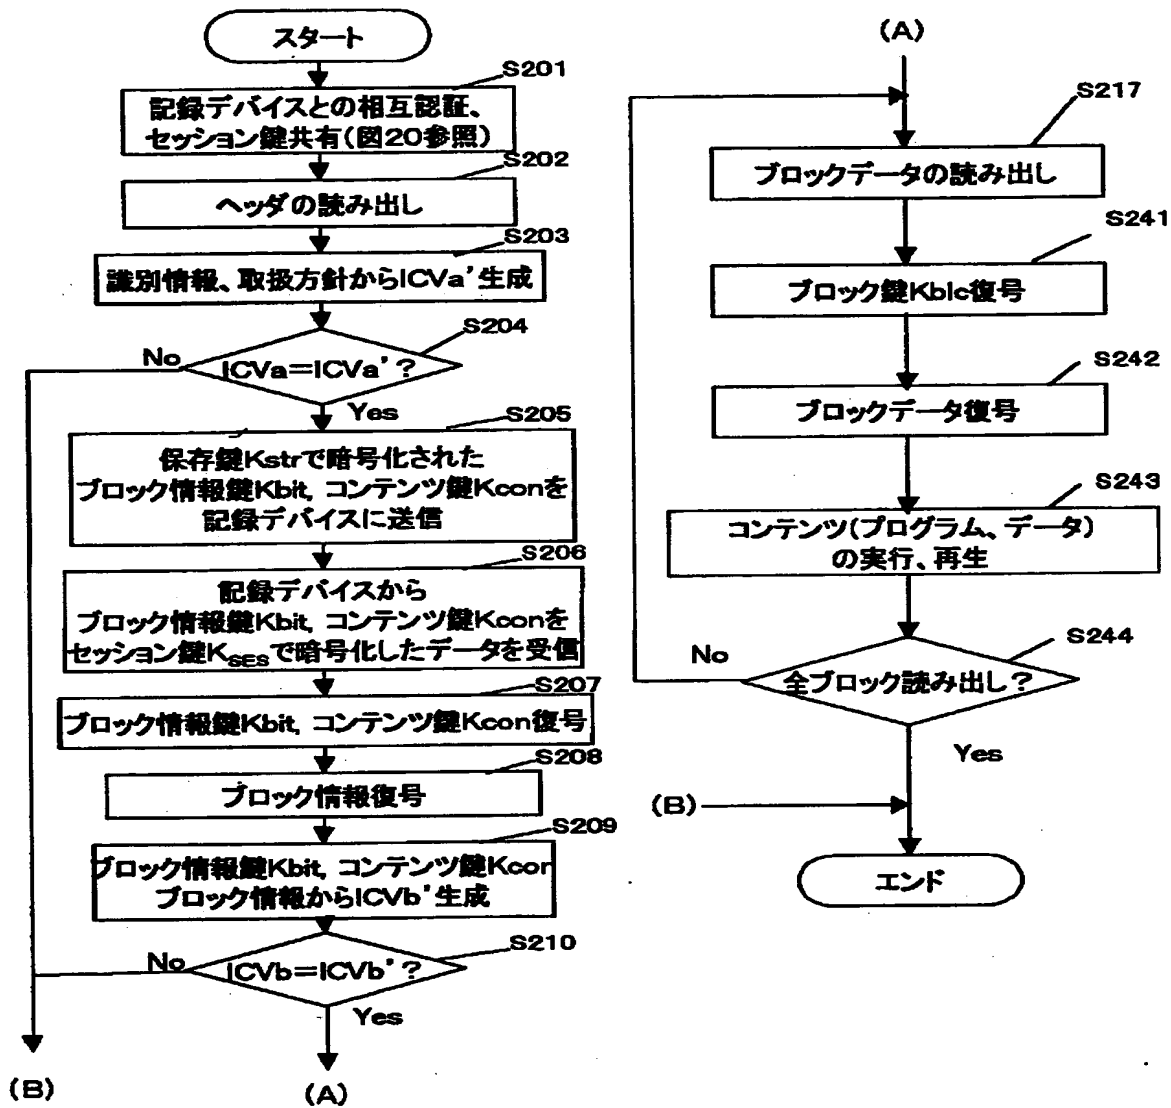 スタート
S201
記録デバイスとの相互認証、
セッション鍵共有(図20参照)
S202
ヘッダの読み出し
S203
識別情報、取扱方針からICVa'生成
S204
ICVa=ICVa'?
No
Yes
S205
保存鍵Kstrで暗号化された
ブロック情報鍵Kbit, コンテンツ鍵Kconを
記録デバイスに送信
S206
記録デバイスから
ブロック情報鍵Kbit, コンテンツ鍵Kconを
セッション鍵KSESで暗号化したデータを受信
S207
ブロック情報鍵Kbit, コンテンツ鍵Kcon復号
S208
ブロック情報復号
S209
ブロック情報鍵Kbit, コンテンツ鍵Kcon
ブロック情報からICVb'生成
S210
ICVb=ICVb'?
No
Yes
(B)
(A)
(A)
S217
ブロックデータの読み出し
S241
ブロック鍵Kblc復号
S242
ブロックデータ復号
S243
コンテンツ(プログラム、データ)
の実行、再生
S244
全ブロック読み出し?
No
Yes
(B)
エンド